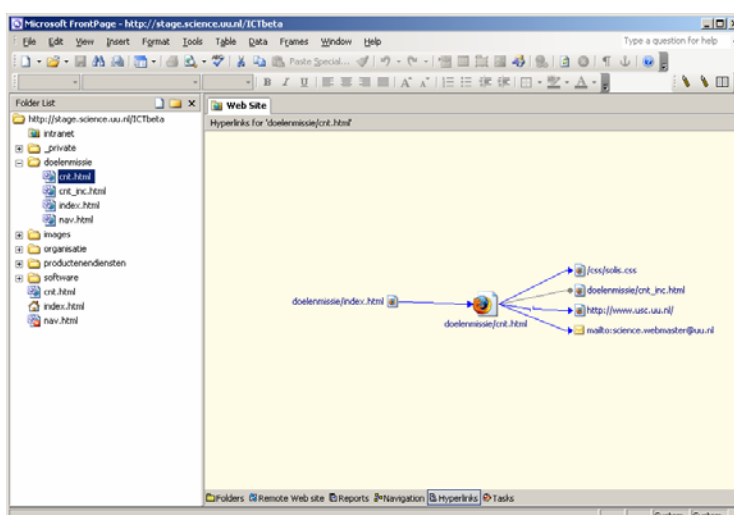 Microsoft FrontPage - http://stage.science.uu.nl/ICTbeta
File Edit View Insert Format Tools Table Data Frames Window Help
Type a question for help
Paste Special...
B I U
Folder List
Web Site
http://stage.science.uu.nl/ICTbeta
Hyperlinks for 'doelenmissie/cnt.html'
intranet
_private
doelenmissie
cnt.html
cnt_inc.html
index.html
nav.html
images
organisatie
productenendiensten
software
cnt.html
index.html
nav.html
doelenmissie/index.html
doelenmissie/cnt.html
/css/solis.css
doelenmissie/cnt_inc.html
http://www.usc.uu.nl/
mailto:science.webmaster@uu.nl
Folders Remote Web site Reports Navigation Hyperlinks Tasks